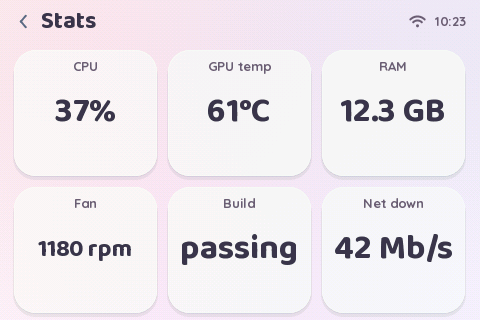 Stats
10:23
CPU
37%
GPU temp
61°C
RAM
12.3 GB
Fan
1180 rpm
Build
passing
Net down
42 Mb/s